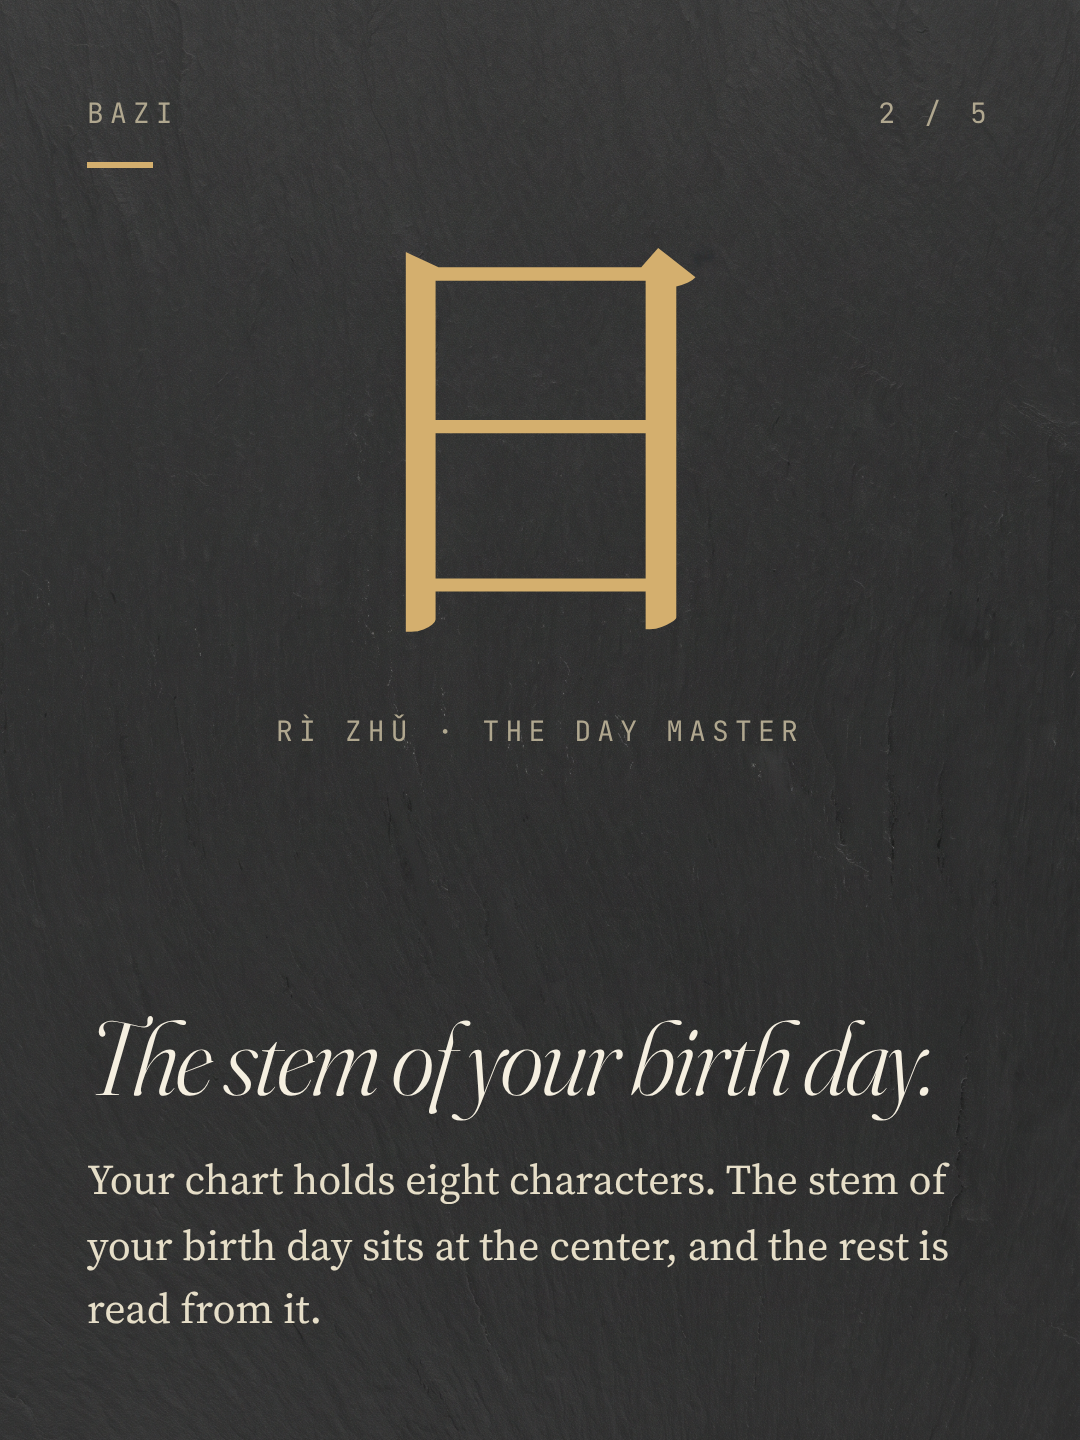 BAZI
2 / 5
日
RÌ ZHǓ · THE DAY MASTER
The stem of your birth day.
Your chart holds eight characters. The stem of
your birth day sits at the center, and the rest is
read from it.